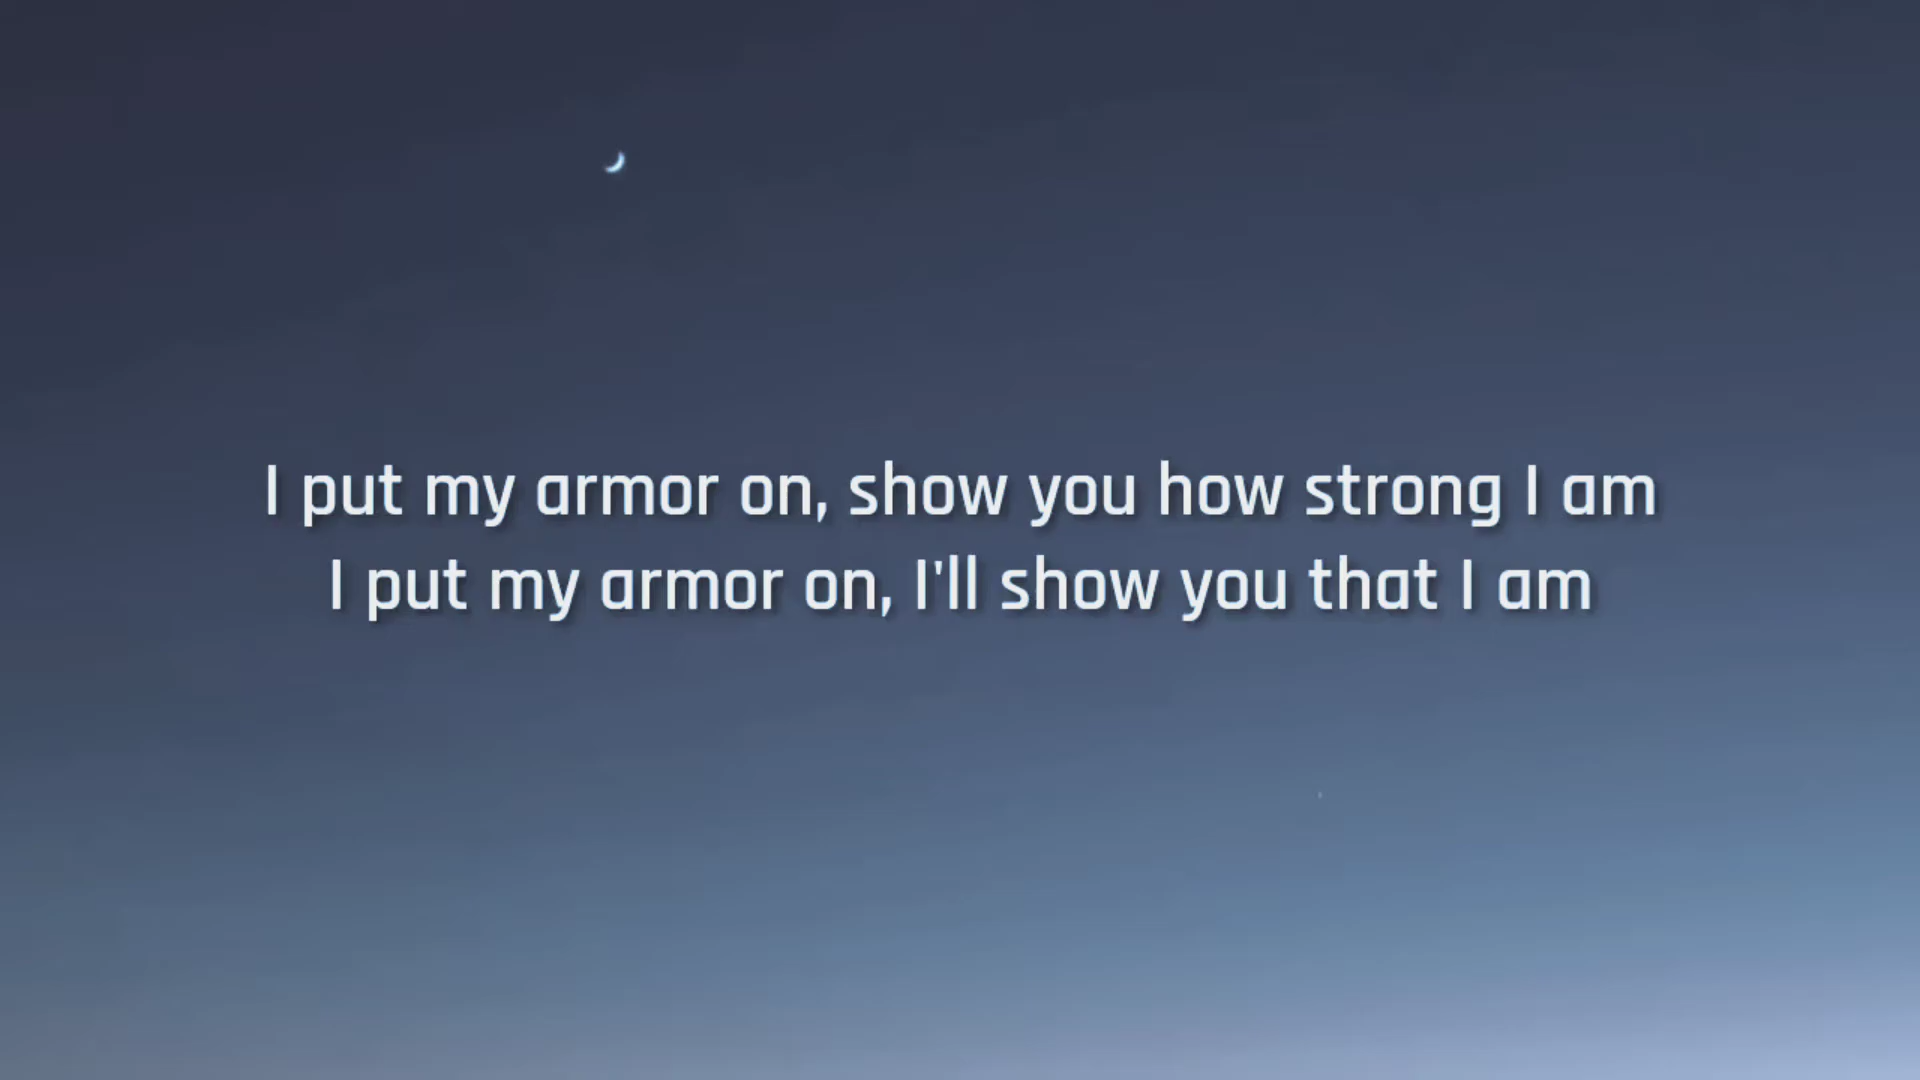 I put my armor on, show you how strong I am
I put my armor on, I'll show you that I am